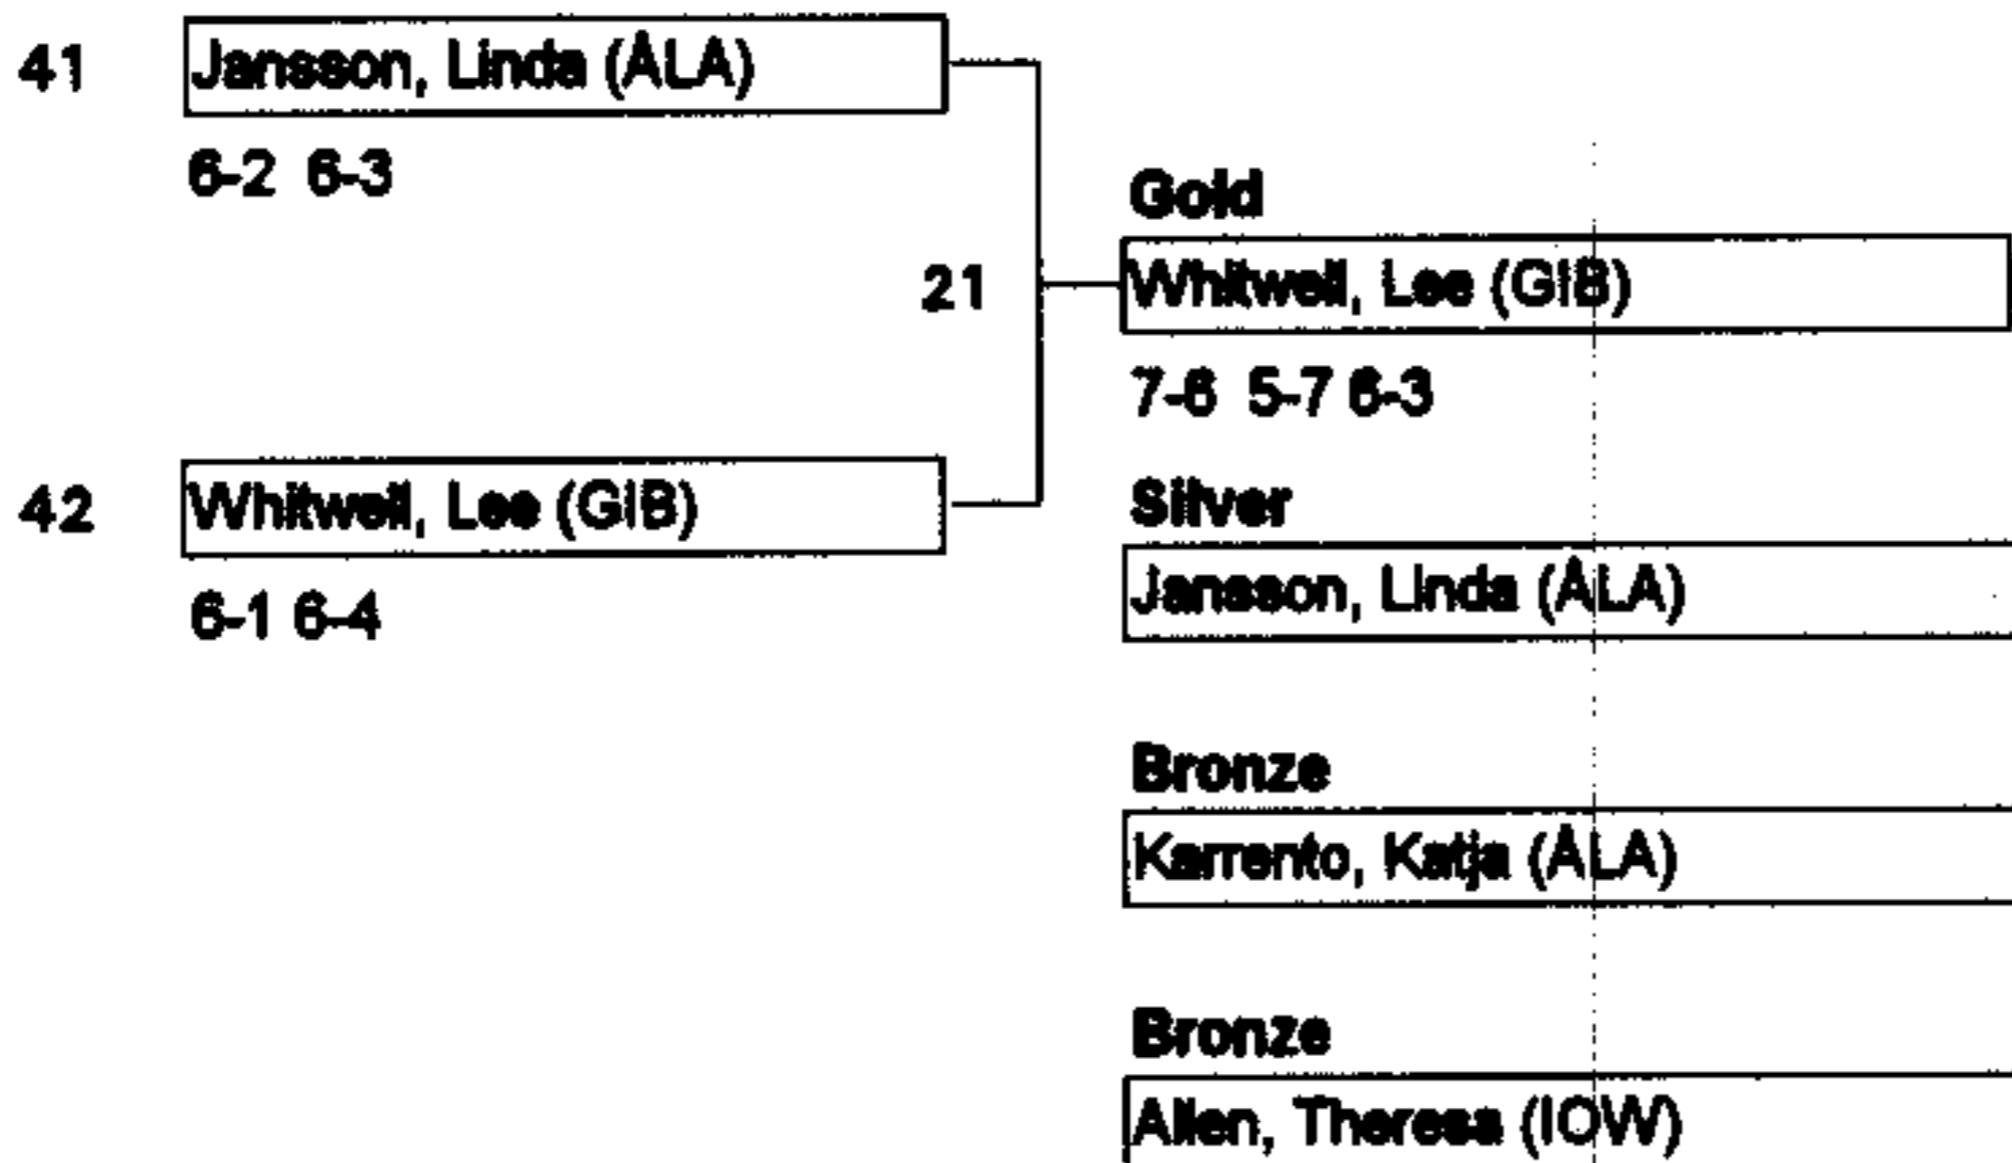 41 Jansson, Linda (ÅLA)
6-2 6-3
Gold
21 Whitwell, Lee (GIB)
7-6 5-7 6-3
42 Whitwell, Lee (GIB)
6-1 6-4
Silver
Jansson, Linda (ÅLA)
Bronze
Karrento, Katja (ÅLA)
Bronze
Allen, Theresa (IOW)